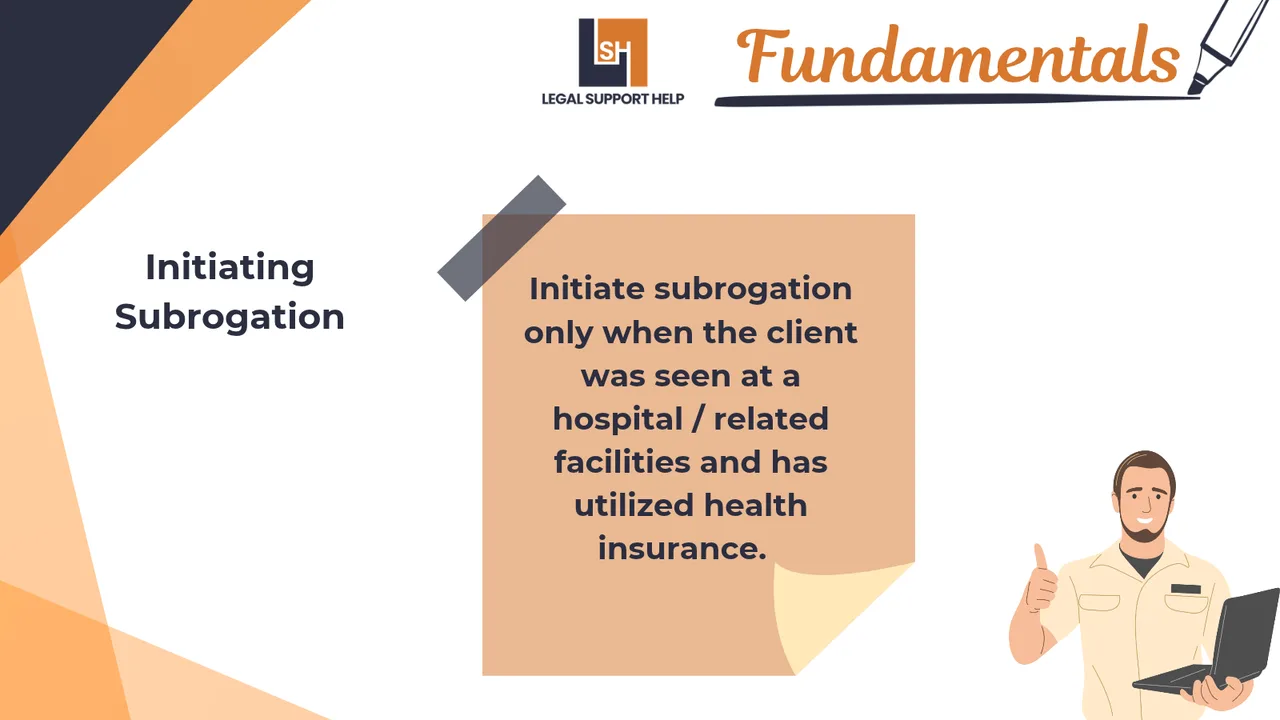 LSH
LEGAL SUPPORT HELP
Fundamentals
Initiating
Subrogation
Initiate subrogation
only when the client
was seen at a
hospital / related
facilities and has
utilized health
insurance.